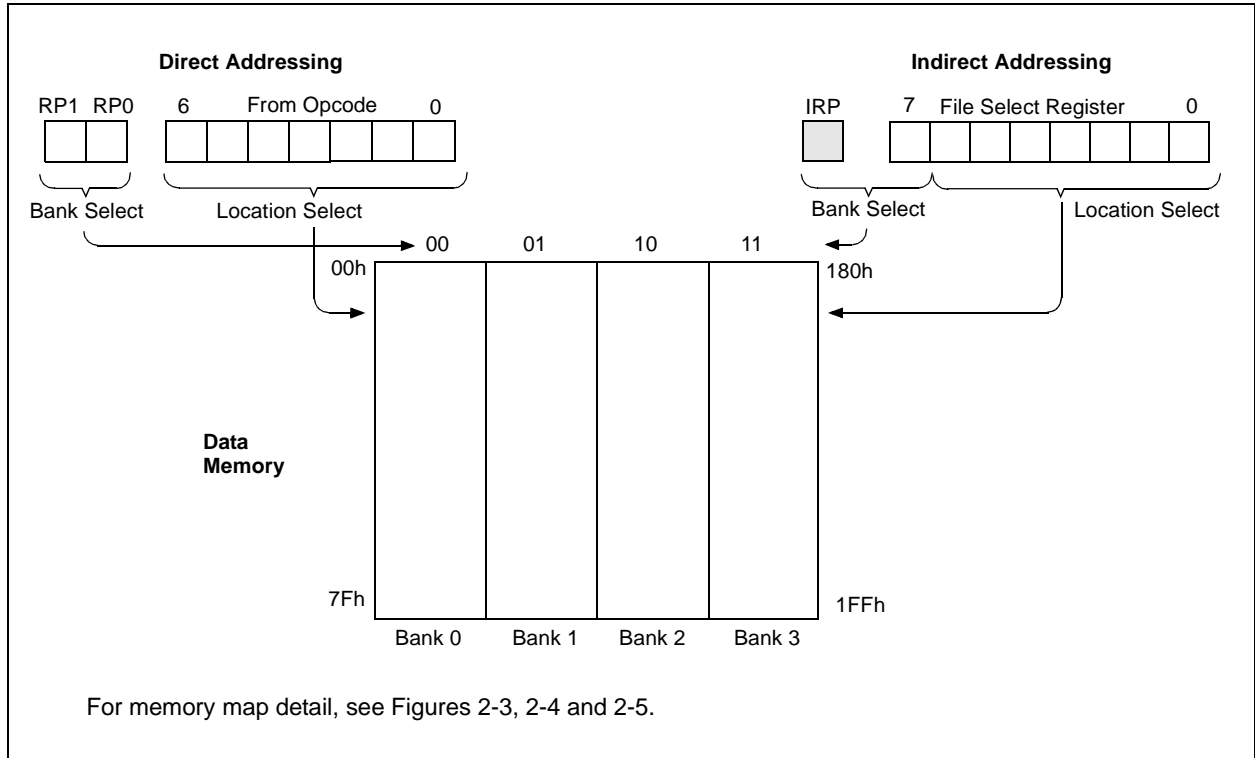 Direct Addressing
Indirect Addressing
RP1 RP0
6 From Opcode 0
IRP
7 File Select Register 0
Bank Select
Location Select
Bank Select
Location Select
00 01 10 11
00h
180h
Data
Memory
7Fh
1FFh
Bank 0 Bank 1 Bank 2 Bank 3
For memory map detail, see Figures 2-3, 2-4 and 2-5.